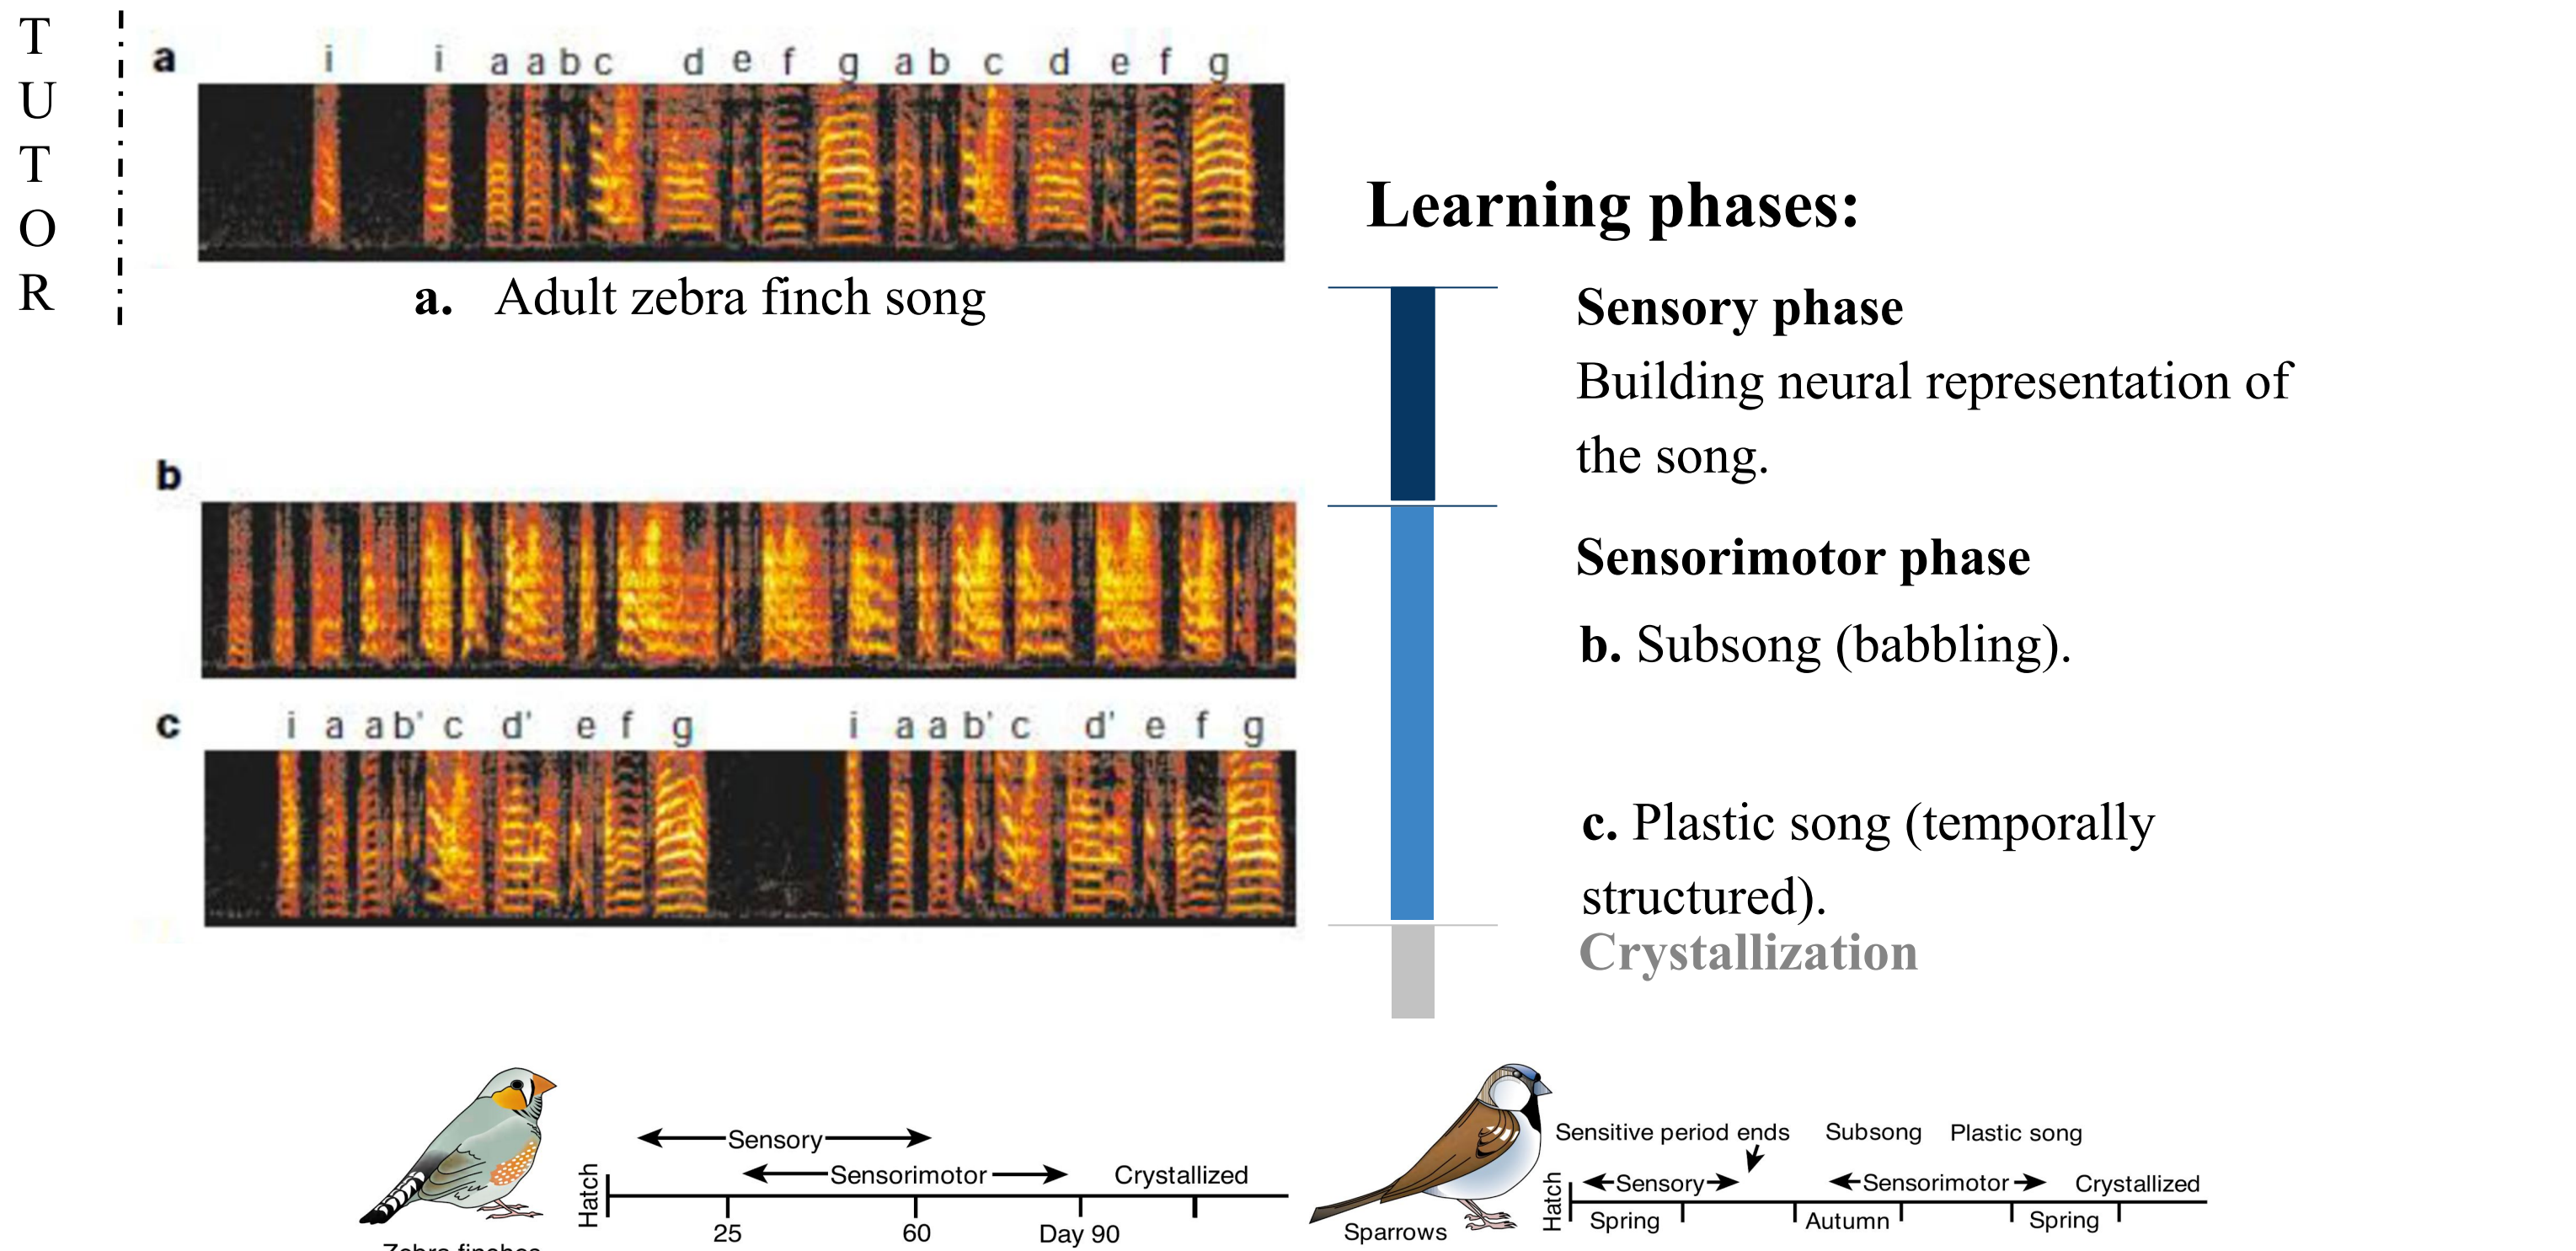 T
U
T
O
R
a
i i a a b c d e f g a b c d e f g
a. Adult zebra finch song
Learning phases:
Sensory phase
Building neural representation of
the song.
b
Sensorimotor phase
b. Subsong (babbling).
c
i a a b' c d' e f g i a a b' c d' e f g
c. Plastic song (temporally
structured).
Crystallization
Hatch
Sensory
Sensorimotor
Crystallized
25 60 Day 90
Zebra finches
Sensitive period ends Subsong Plastic song
Hatch
Sensory Sensorimotor Crystallized
Spring Autumn Spring
Sparrows